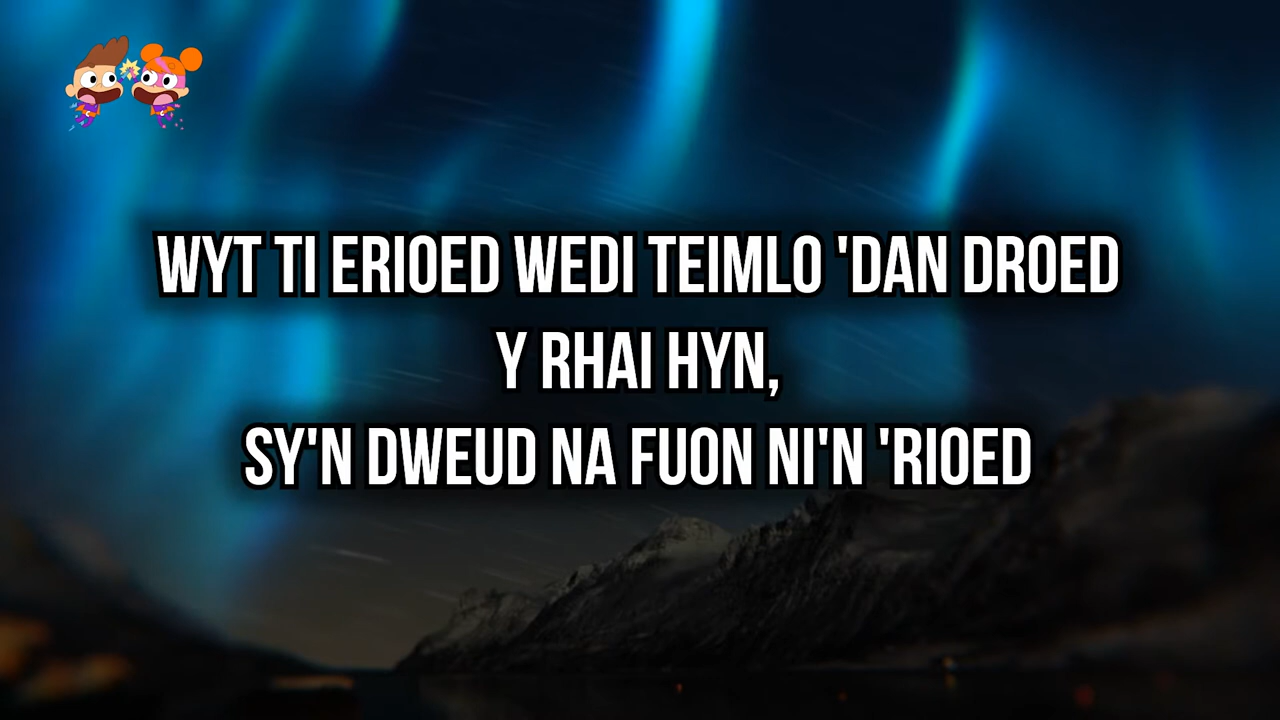 WYT TI ERIOED WEDI TEIMLO 'DAN DROED
Y RHAI HYN,
SY'N DWEUD NA FUON NI'N 'RIOED